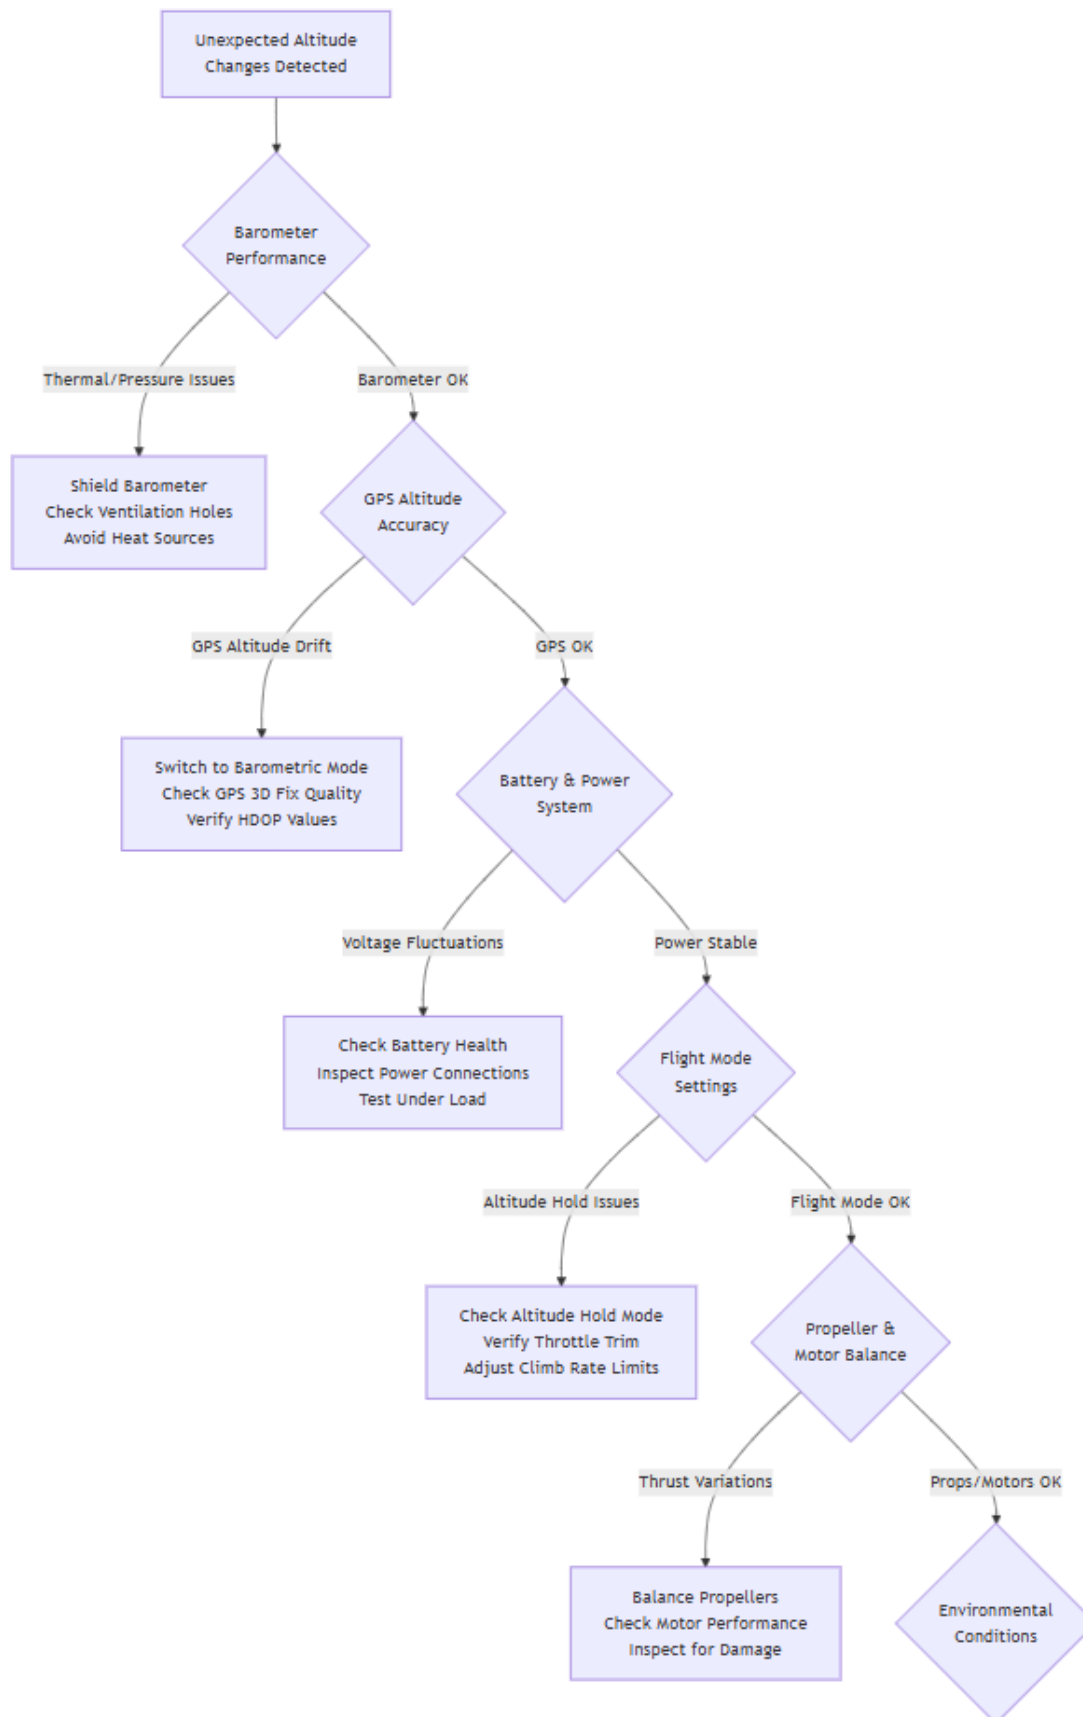 Unexpected Altitude
Changes Detected
Barometer
Performance
Thermal/Pressure Issues
Barometer OK
Shield Barometer
Check Ventilation Holes
Avoid Heat Sources
GPS Altitude
Accuracy
GPS Altitude Drift
GPS OK
Switch to Barometric Mode
Check GPS 3D Fix Quality
Verify HDOP Values
Battery & Power
System
Voltage Fluctuations
Power Stable
Check Battery Health
Inspect Power Connections
Test Under Load
Flight Mode
Settings
Altitude Hold Issues
Flight Mode OK
Check Altitude Hold Mode
Verify Throttle Trim
Adjust Climb Rate Limits
Propeller &
Motor Balance
Thrust Variations
Props/Motors OK
Balance Propellers
Check Motor Performance
Inspect for Damage
Environmental
Conditions